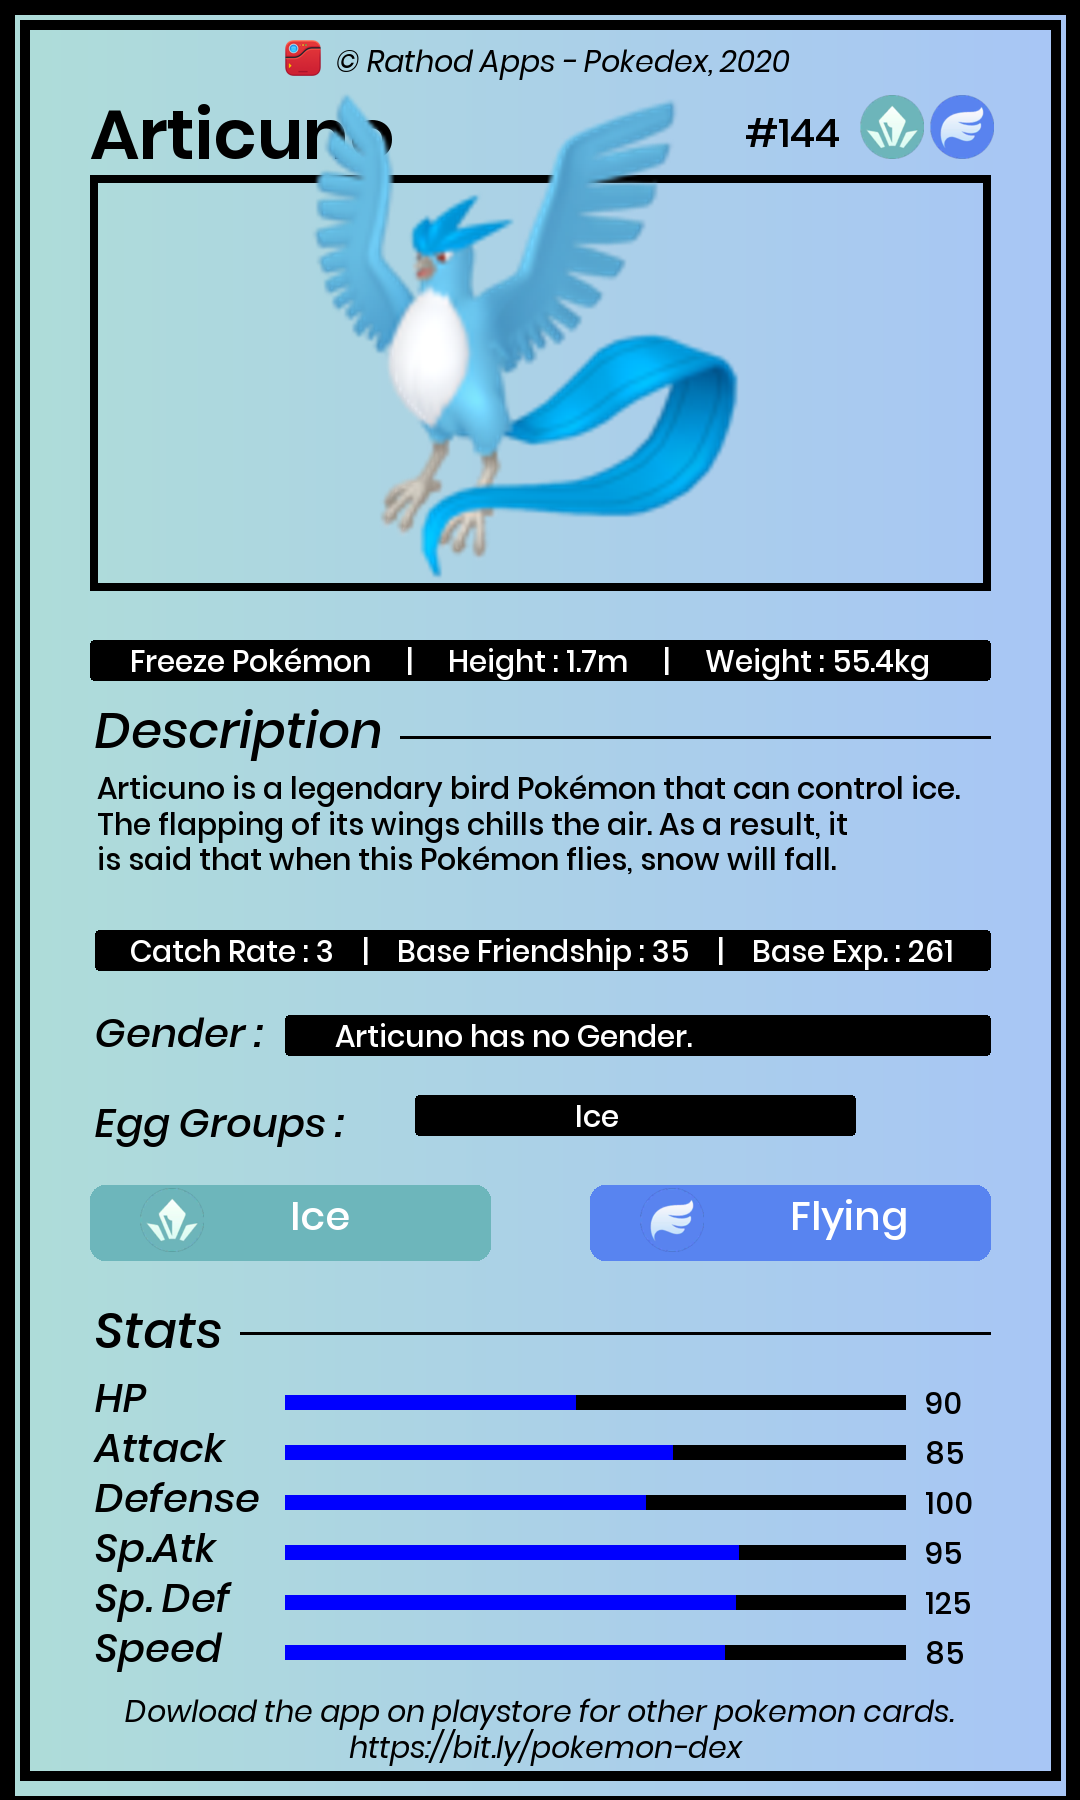 © Rathod Apps - Pokedex, 2020
Articuno #144
Freeze Pokémon | Height : 1.7m | Weight : 55.4kg
Description
Articuno is a legendary bird Pokémon that can control ice.
The flapping of its wings chills the air. As a result, it
is said that when this Pokémon flies, snow will fall.
Catch Rate : 3 | Base Friendship : 35 | Base Exp. : 261
Gender : Articuno has no Gender.
Egg Groups : Ice
Ice Flying
Stats
HP 90
Attack 85
Defense 100
Sp.Atk 95
Sp. Def 125
Speed 85
Dowload the app on playstore for other pokemon cards.
https://bit.ly/pokemon-dex